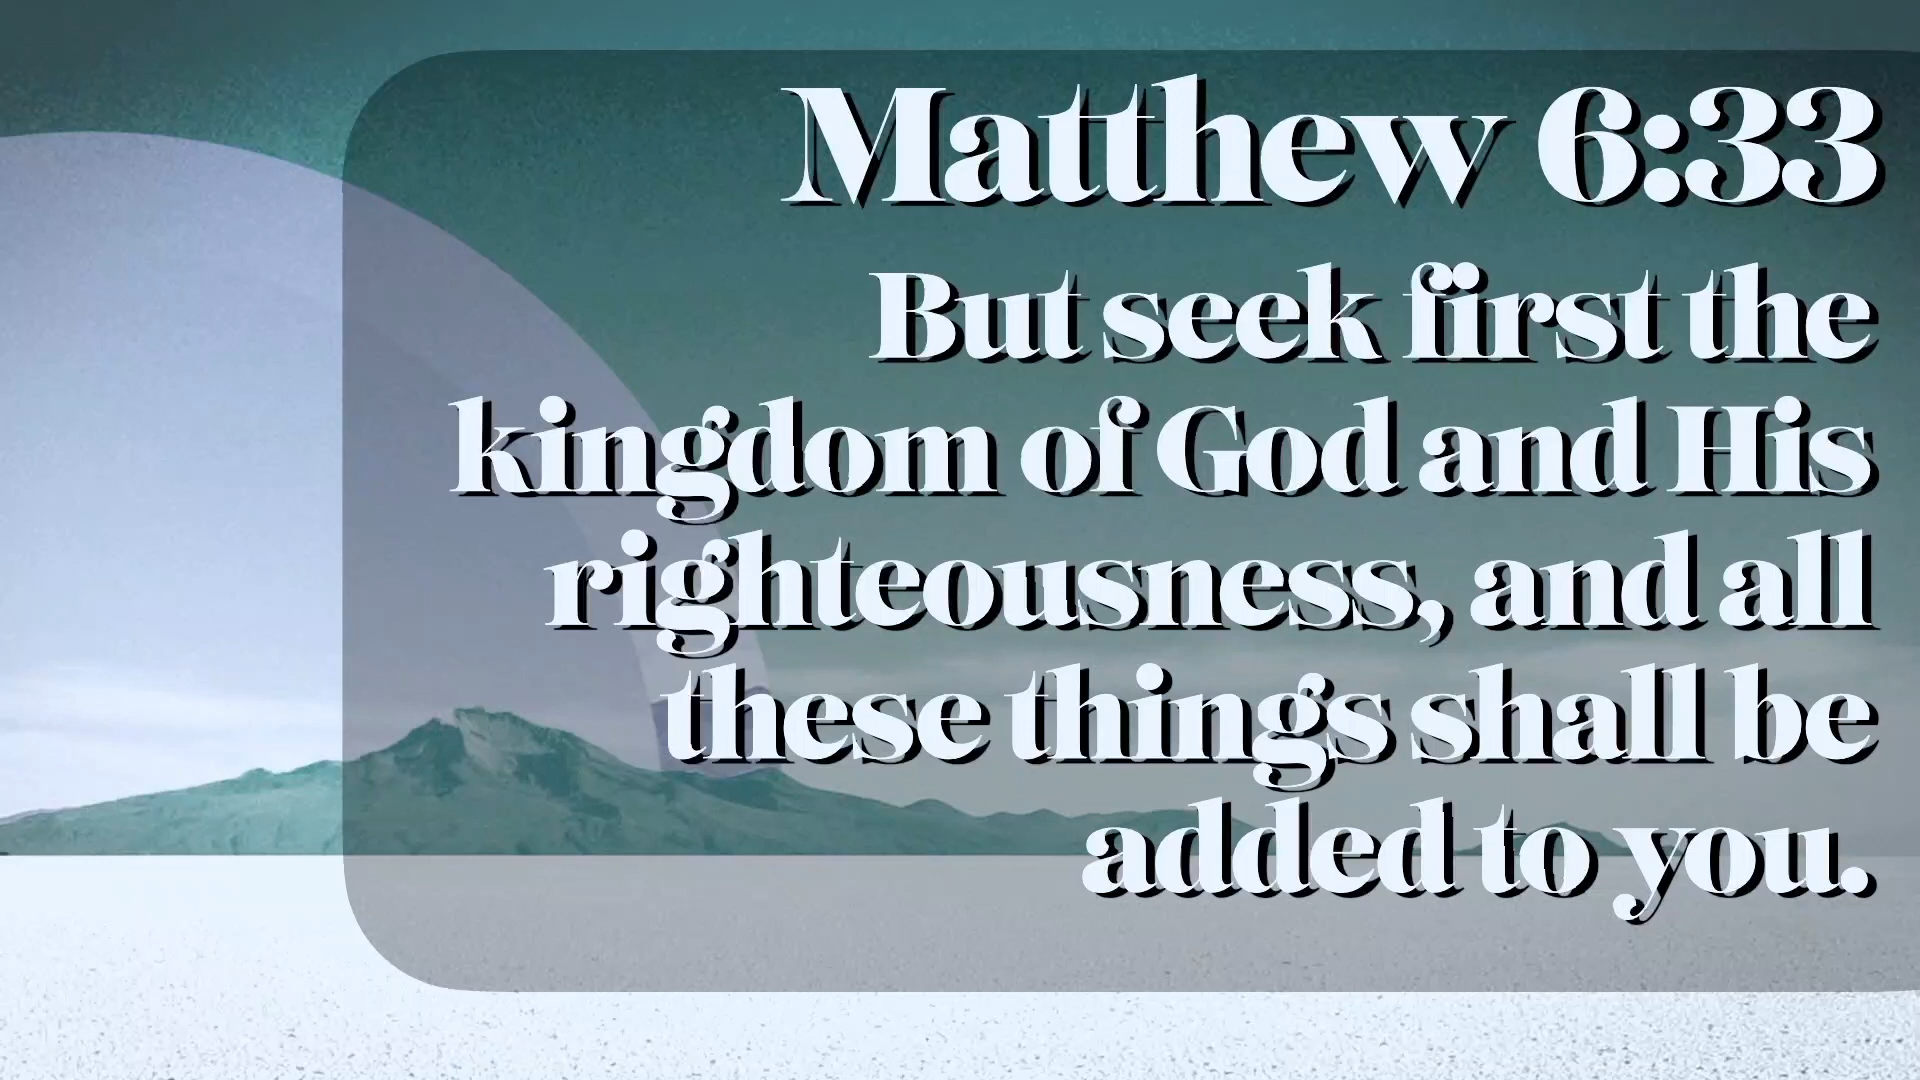 Matthew 6:33
But seek first the
kingdom of God and His
righteousness, and all
these things shall be
added to you.